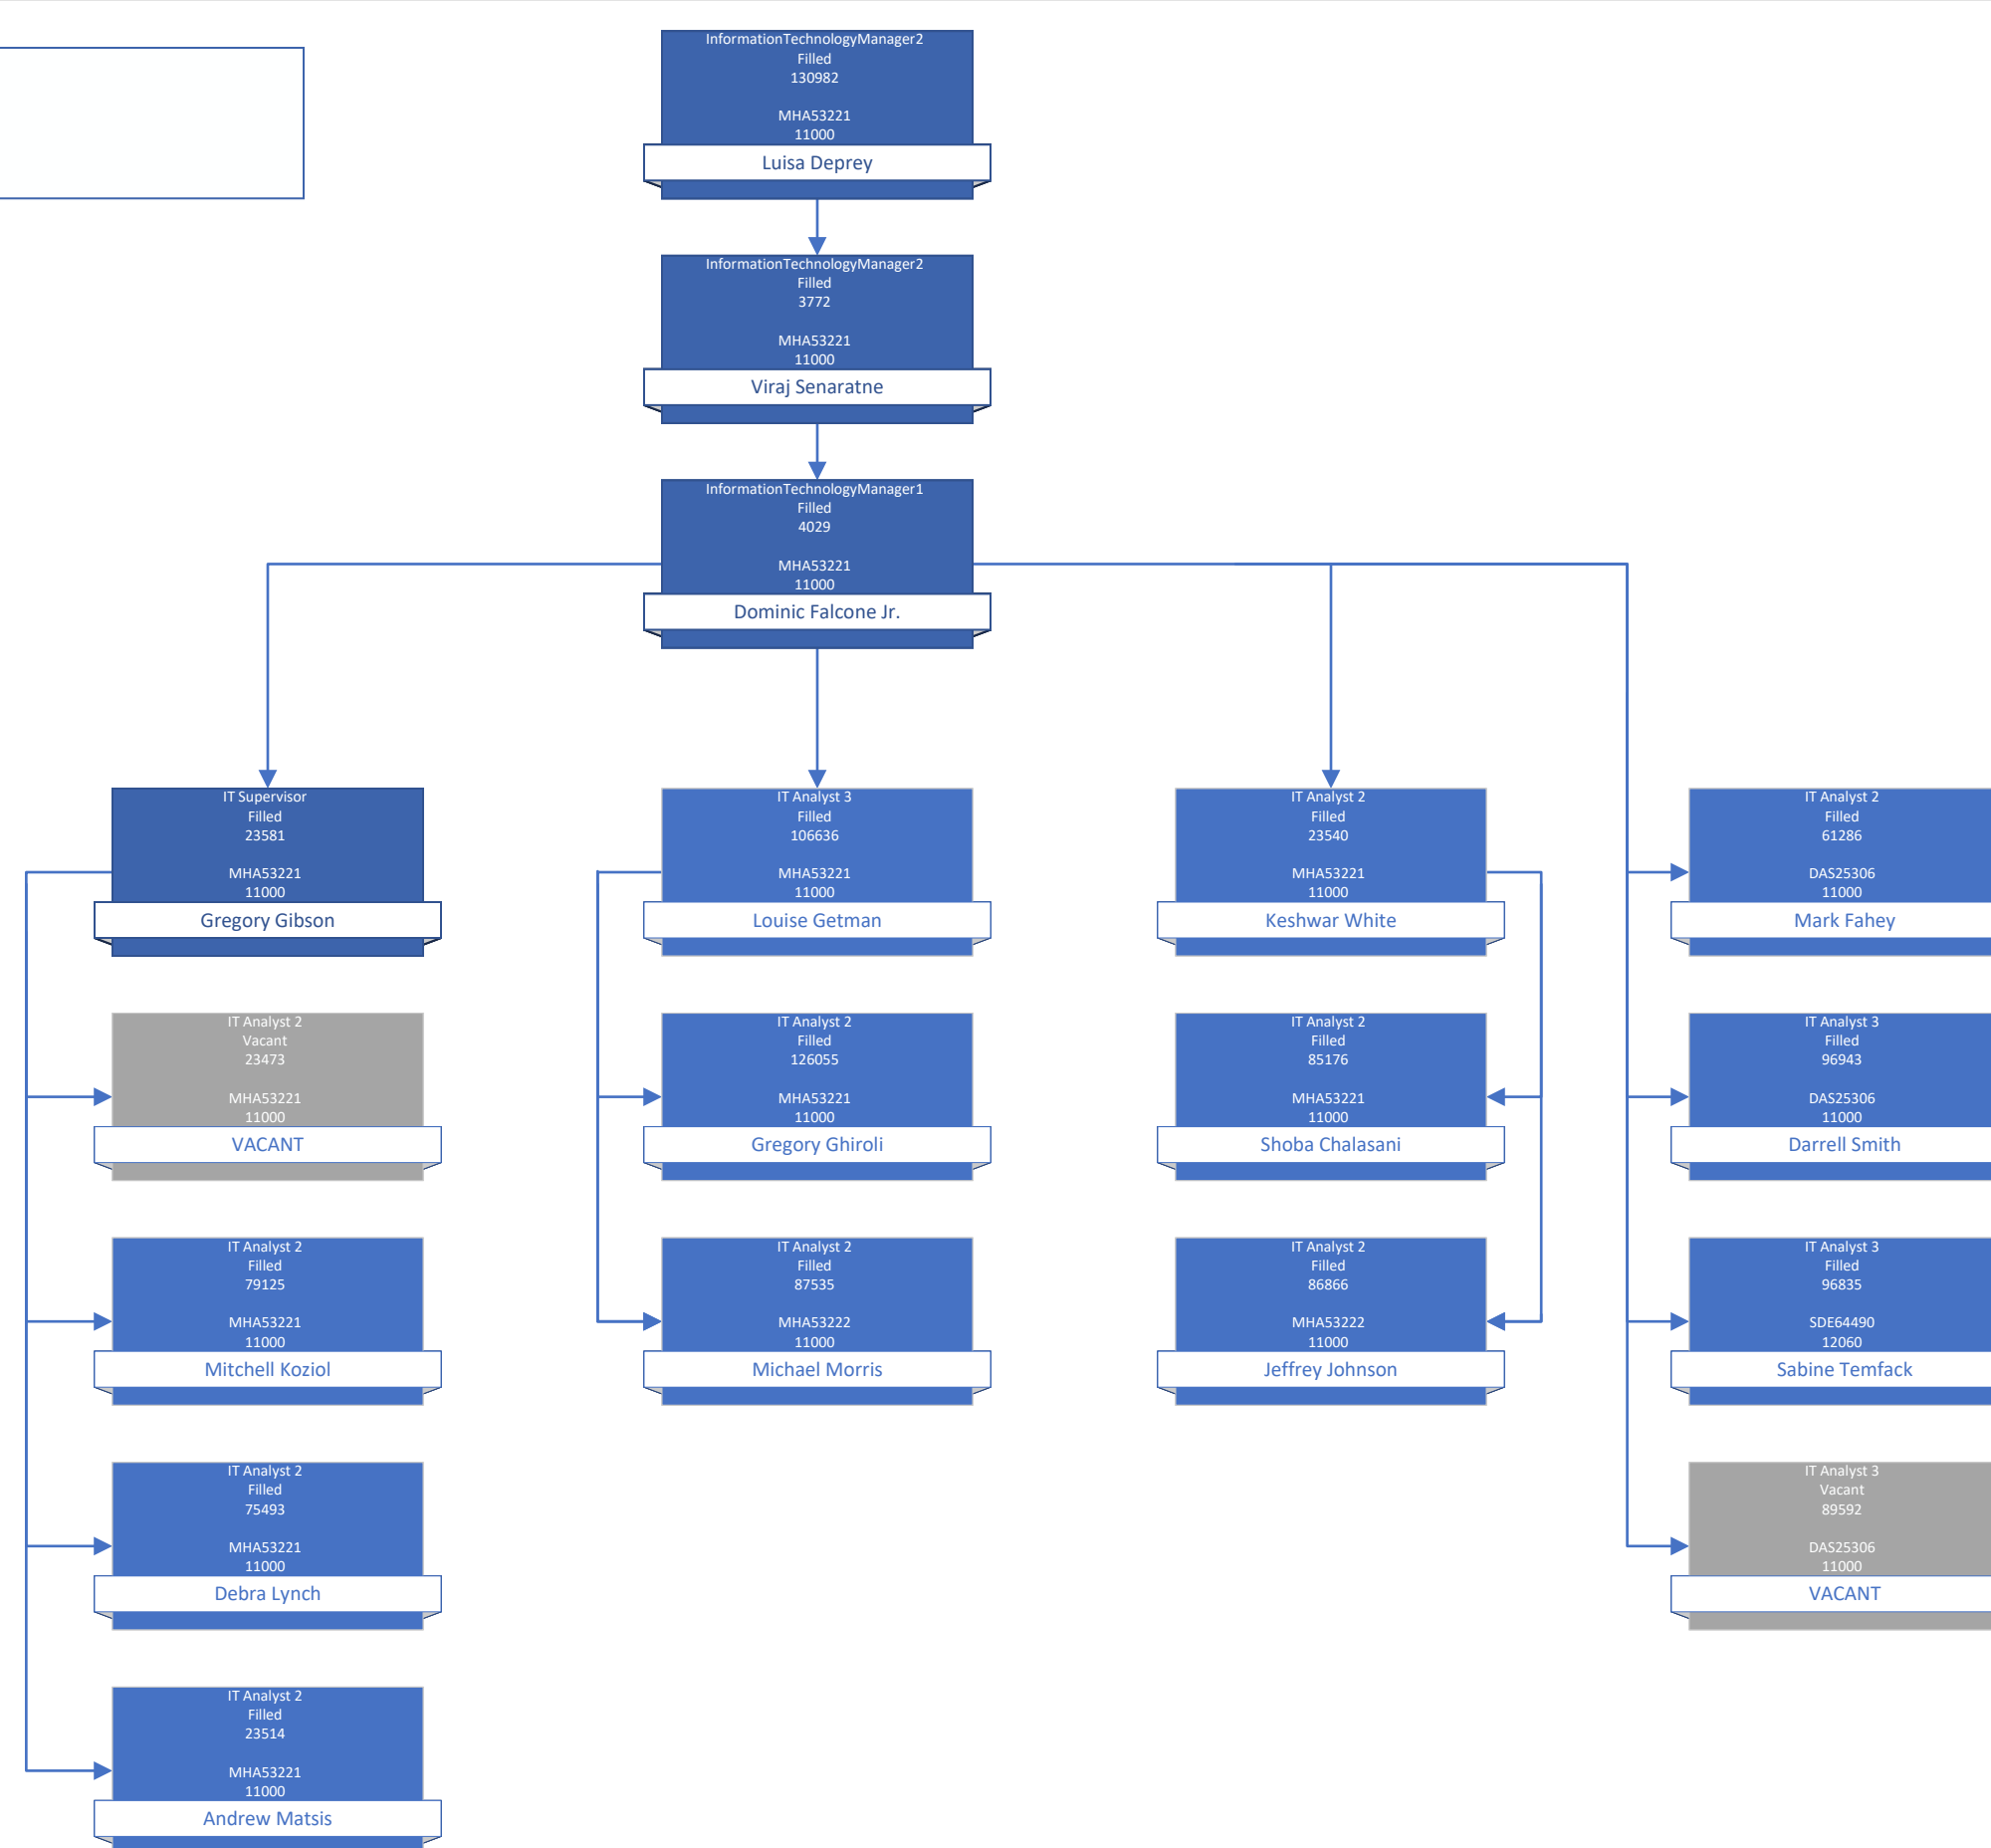 InformationTechnologyManager2
Filled
130982
MHA53221
11000
Luisa Deprey
InformationTechnologyManager2
Filled
3772
MHA53221
11000
Viraj Senaratne
InformationTechnologyManager1
Filled
4029
MHA53221
11000
Dominic Falcone Jr.
IT Supervisor
Filled
23581
MHA53221
11000
Gregory Gibson
IT Analyst 2
Vacant
23473
MHA53221
11000
VACANT
IT Analyst 2
Filled
79125
MHA53221
11000
Mitchell Koziol
IT Analyst 2
Filled
75493
MHA53221
11000
Debra Lynch
IT Analyst 2
Filled
23514
MHA53221
11000
Andrew Matsis
IT Analyst 3
Filled
106636
MHA53221
11000
Louise Getman
IT Analyst 2
Filled
126055
MHA53221
11000
Gregory Ghiroli
IT Analyst 2
Filled
87535
MHA53222
11000
Michael Morris
IT Analyst 2
Filled
23540
MHA53221
11000
Keshwar White
IT Analyst 2
Filled
85176
MHA53221
11000
Shoba Chalasani
IT Analyst 2
Filled
86866
MHA53222
11000
Jeffrey Johnson
IT Analyst 2
Filled
61286
DAS25306
11000
Mark Fahey
IT Analyst 3
Filled
96943
DAS25306
11000
Darrell Smith
IT Analyst 3
Filled
96835
SDE64490
12060
Sabine Temfack
IT Analyst 3
Vacant
89592
DAS25306
11000
VACANT